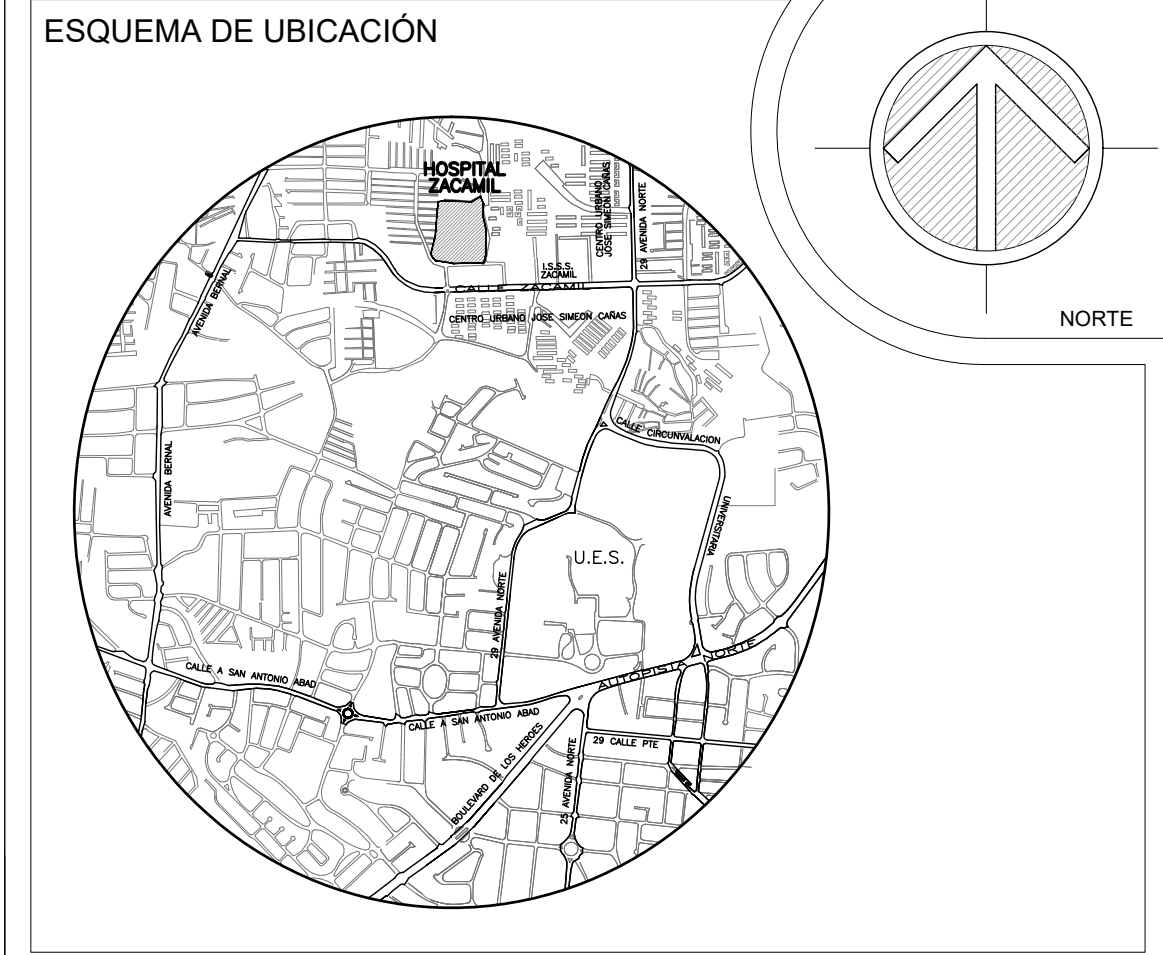 ESQUEMA DE UBICACIÓN
NORTE
HOSPITAL
ZACAMIL
CENTRO URBANO
JOSE SIMEON CAÑAS
29 AVENIDA NORTE
I.S.S.S.
ZACAMIL
CALLE ZACAMIL
AVENIDA BERNAL
CENTRO URBANO JOSE SIMEON CAÑAS
CALLE CIRCUNVALACION
AVENIDA BERNAL
UNIVERSITARIA
U.E.S.
29 AVENIDA NORTE
AUTOPISTA NORTE
CALLE A SAN ANTONIO ABAD
CALLE A SAN ANTONIO ABAD
BOULEVARD DE LOS HEROES
25 AVENIDA NORTE
29 CALLE PTE